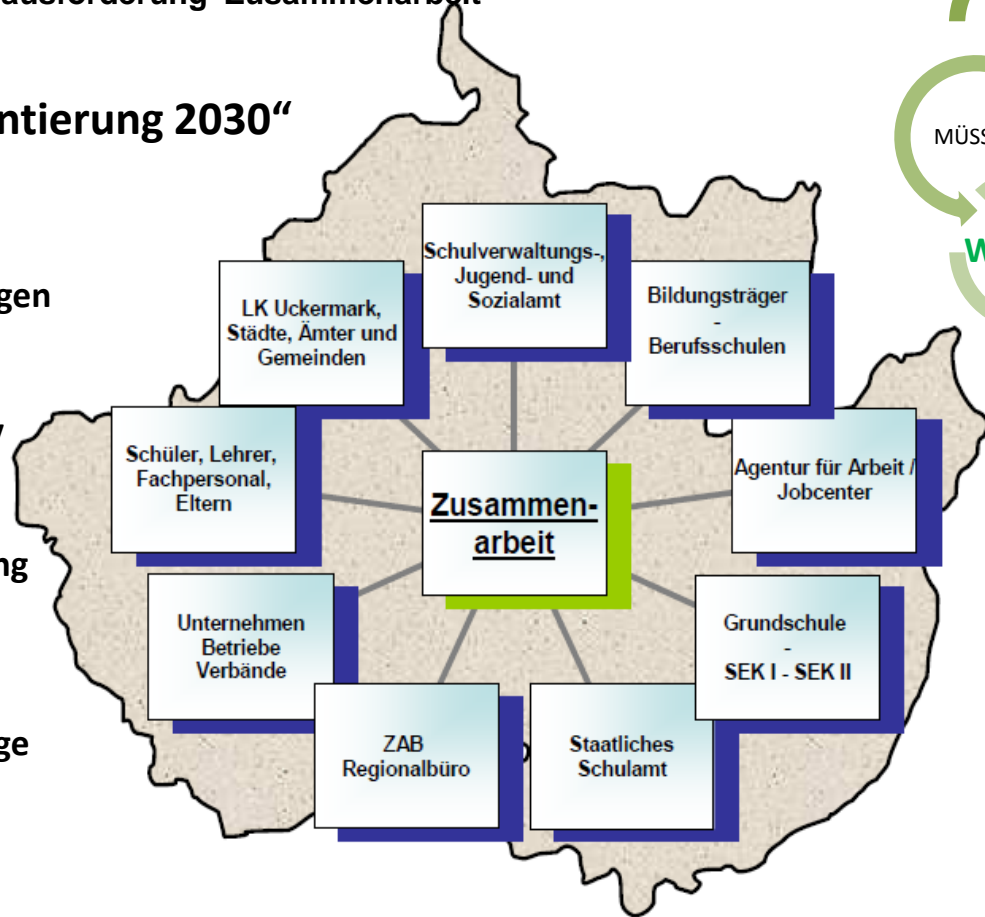 ausforderung Zusammenarbeit
ntierung 2030“
gen
ng
ge
MÜSS
W
Schulverwaltungs-,
Jugend- und
Sozialamt
LK Uckermark,
Städte, Ämter und
Gemeinden
Bildungsträger
-
Berufsschulen
Schüler, Lehrer,
Fachpersonal,
Eltern
Zusammen-
arbeit
Agentur für Arbeit /
Jobcenter
Unternehmen
Betriebe
Verbände
Grundschule
-
SEK I - SEK II
ZAB
Regionalbüro
Staatliches
Schulamt